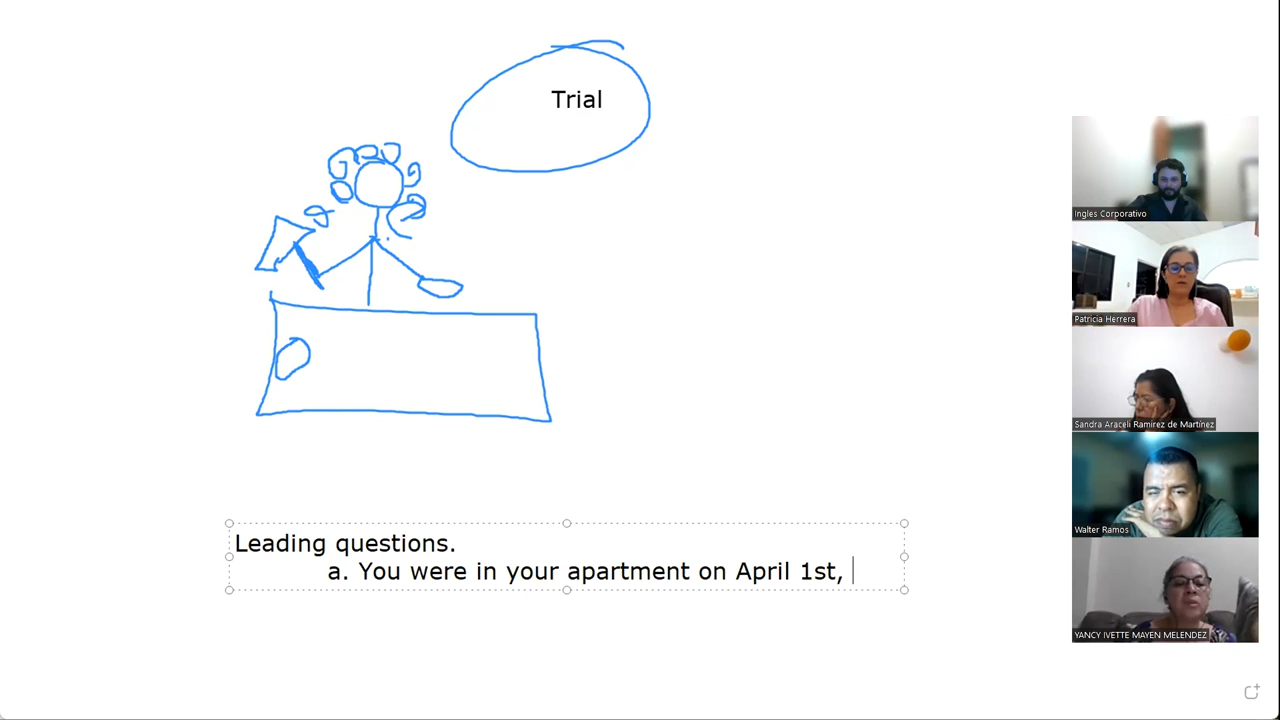 Trial
Ingles Corporativo
Patricia Herrera
Sandra Araceli Ramirez de Martínez
Walter Ramos
YANCY IVETTE MAYEN MELENDEZ
Leading questions.
a. You were in your apartment on April 1st,